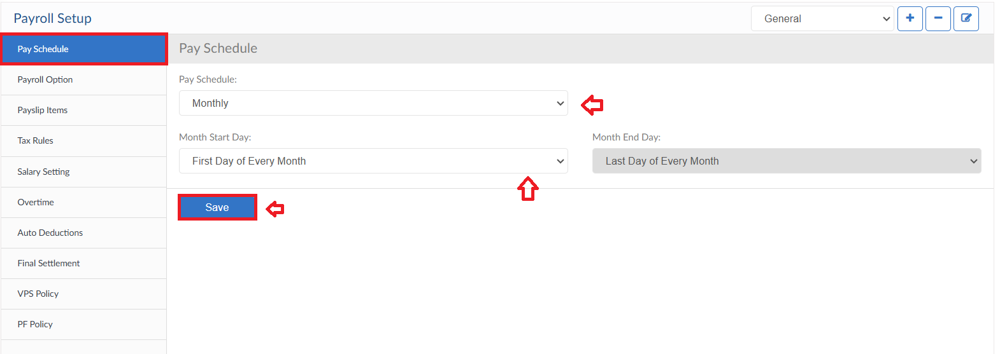 Payroll Setup
General
Pay Schedule
Payroll Option
Payslip Items
Tax Rules
Salary Setting
Overtime
Auto Deductions
Final Settlement
VPS Policy
PF Policy
Pay Schedule
Pay Schedule:
Monthly
Month Start Day:
First Day of Every Month
Month End Day:
Last Day of Every Month
Save